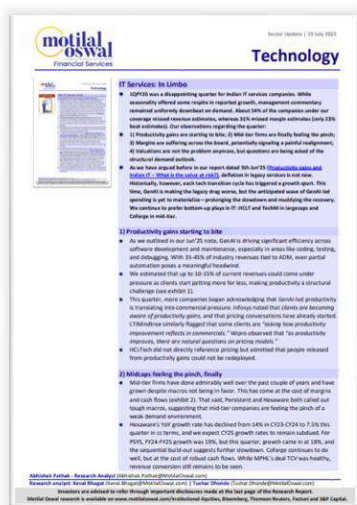 Sector Update | 29 July 2025
motilal
oswal
Financial Services
Technology
IT Services: In Limbo
1QFY26 was a disappointing quarter for Indian IT services companies. While
seasonality offered some respite in reported growth, management commentary
remained uniformly downbeat on demand. About 54% of the companies under our
coverage missed revenue estimates, whereas 31% missed margin estimates (only 23%
beat estimates). Our observations regarding the quarter:
1) Productivity gains are starting to bite; 2) Mid-tier firms are finally feeling the pinch;
3) Margins are suffering across the board, potentially signaling a painful realignment;
4) Valuations are not the problem anymore, but questions are being asked of the
structural demand outlook.
As we have argued before in our report dated 5th Jun'25 (Productivity gains and
Indian IT – What is the value at risk?), deflation in legacy services is not new.
Historically, however, each tech transition cycle has triggered a growth spurt. This
time, GenAI is making the legacy drag worse, but the anticipated wave of GenAI-led
spending is yet to materialize—prolonging the slowdown and muddying the recovery.
We continue to prefer bottom-up plays in IT: HCLT and TechM in largecaps and
Coforge in mid-tier.
1) Productivity gains starting to bite
As we outlined in our Jun'25 note, GenAI is driving significant efficiency across
software development and maintenance, especially in areas like coding, testing,
and debugging. With 35-45% of industry revenues tied to ADM, even partial
automation poses a meaningful headwind.
We estimated that up to 10-15% of current revenues could come under
pressure as clients start getting more for less, making productivity a structural
challenge (see exhibit 1).
This quarter, more companies began acknowledging that GenAI-led productivity
is translating into commercial pressure. Infosys noted that clients are becoming
aware of productivity gains, and that pricing conversations have already started.
LTIMindtree similarly flagged that some clients are "asking how productivity
improvement reflects in commercials." Wipro observed that "as productivity
improves, there are natural questions on pricing models."
HCLTech did not directly reference pricing but admitted that people released
from productivity gains could not be redeployed.
2) Midcaps feeling the pinch, finally
Mid-tier firms have done admirably well over the past couple of years and have
grown despite macros not being in favor. This has come at the cost of margins
and cash flows (exhibit 2). That said, Persistent and Hexaware both called out
tough macros, suggesting that mid-tier companies are feeling the pinch of a
weak demand environment.
Hexaware's YoY growth rate has declined from 14% in CY23-CY24 to 7.5% this
quarter in cc terms, and we expect CY25 growth rates to remain subdued. For
PSYS, FY24-FY25 growth was 19%, but this quarter, growth came in at 18%, and
the sequential build-out suggests further slowdown. Coforge continues to do
well, but at the cost of robust cash flows. While MPHL's deal TCV was healthy,
revenue conversion still remains to be seen.
Abhishek Pathak - Research Analyst (Abhishek.Pathak@MotilalOswal.com)
Research analyst: Keval Bhagat (Keval.Bhagat@MotilalOswal.com) | Tushar Dhonde (Tushar.Dhonde@MotilalOswal.com)
Investors are advised to refer through important disclosures made at the last page of the Research Report.
Motilal Oswal research is available on www.motilaloswal.com/Institutional-Equities, Bloomberg, Thomson Reuters, Factset and S&P Capital.